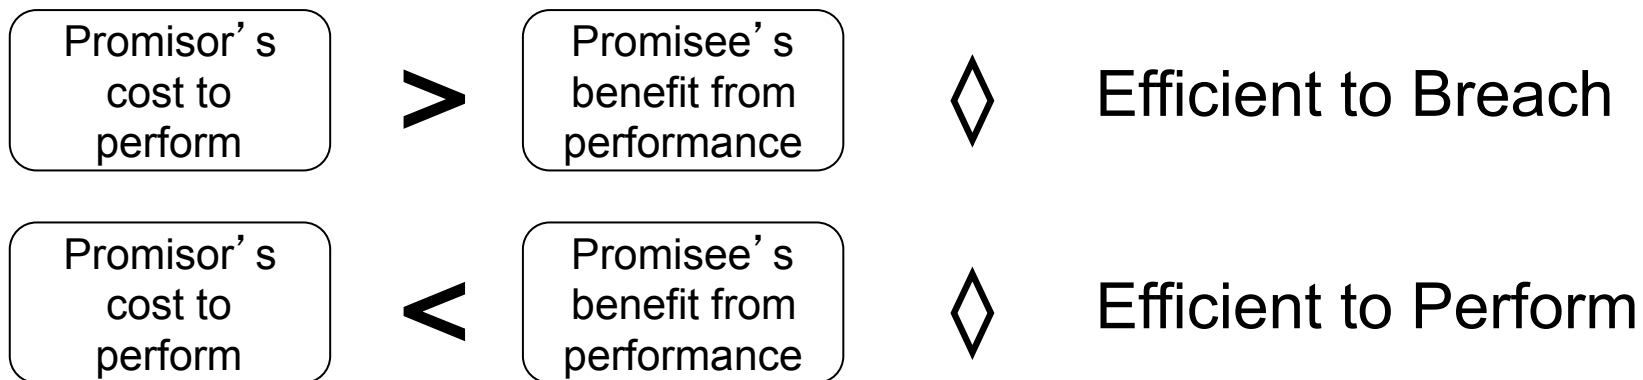 Promisor’s
cost to
perform
>
Promisee’s
benefit from
performance
◊
Efficient to Breach
Promisor’s
cost to
perform
<
Promisee’s
benefit from
performance
◊
Efficient to Perform